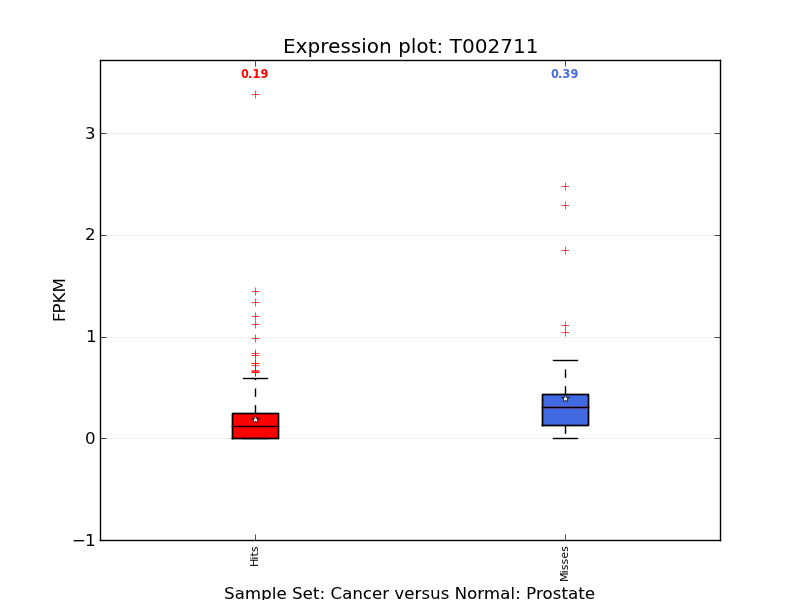 Expression plot: T002711
0.19
0.39
3
2
1
0
−1
FPKM
Hits
Misses
Sample Set: Cancer versus Normal: Prostate